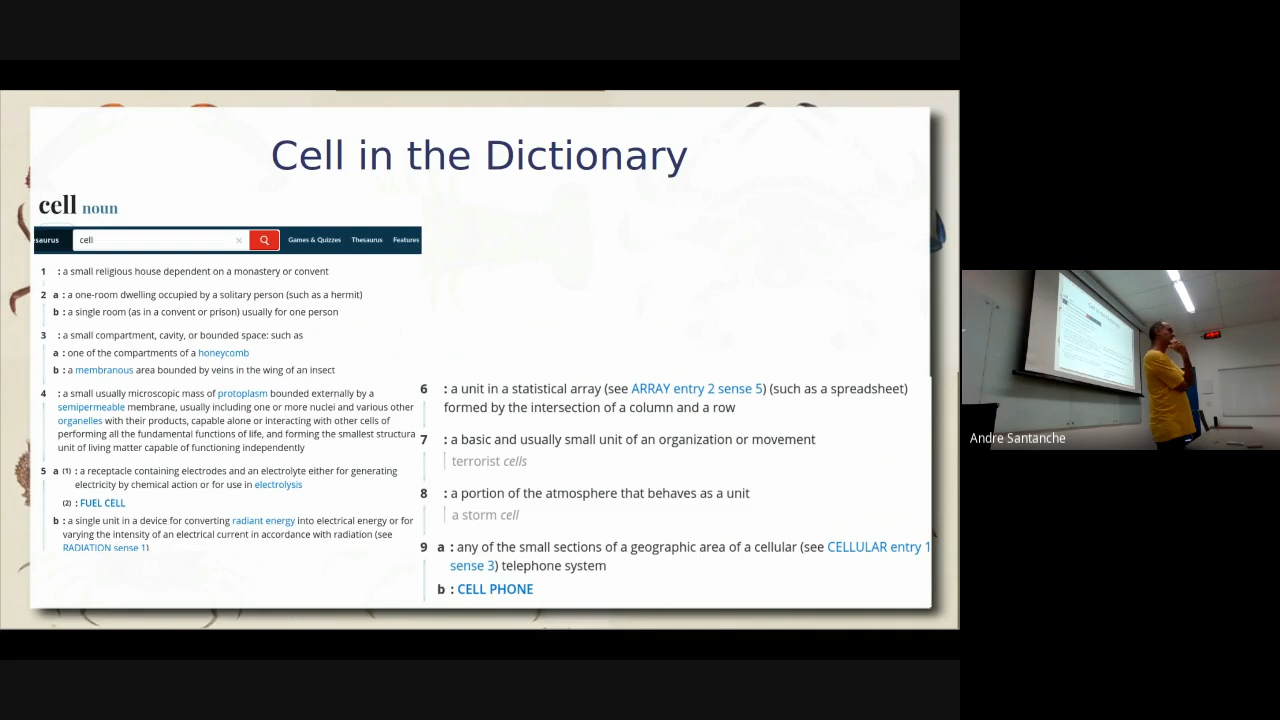 Cell in the Dictionary
cell noun
esaurus cell × Games & Quizzes Thesaurus Features
1 : a small religious house dependent on a monastery or convent
2 a : a one-room dwelling occupied by a solitary person (such as a hermit)
b : a single room (as in a convent or prison) usually for one person
3 : a small compartment, cavity, or bounded space: such as
a : one of the compartments of a honeycomb
b : a membranous area bounded by veins in the wing of an insect
4 : a small usually microscopic mass of protoplasm bounded externally by a
semipermeable membrane, usually including one or more nuclei and various other
organelles with their products, capable alone or interacting with other cells of
performing all the fundamental functions of life, and forming the smallest structura
unit of living matter capable of functioning independently
5 a (1) : a receptacle containing electrodes and an electrolyte either for generating
electricity by chemical action or for use in electrolysis
(2) : FUEL CELL
b : a single unit in a device for converting radiant energy into electrical energy or for
varying the intensity of an electrical current in accordance with radiation (see
RADIATION sense 1)
6 : a unit in a statistical array (see ARRAY entry 2 sense 5) (such as a spreadsheet)
formed by the intersection of a column and a row
7 : a basic and usually small unit of an organization or movement
terrorist cells
8 : a portion of the atmosphere that behaves as a unit
a storm cell
9 a : any of the small sections of a geographic area of a cellular (see CELLULAR entry 1
sense 3) telephone system
b : CELL PHONE
Andre Santanche